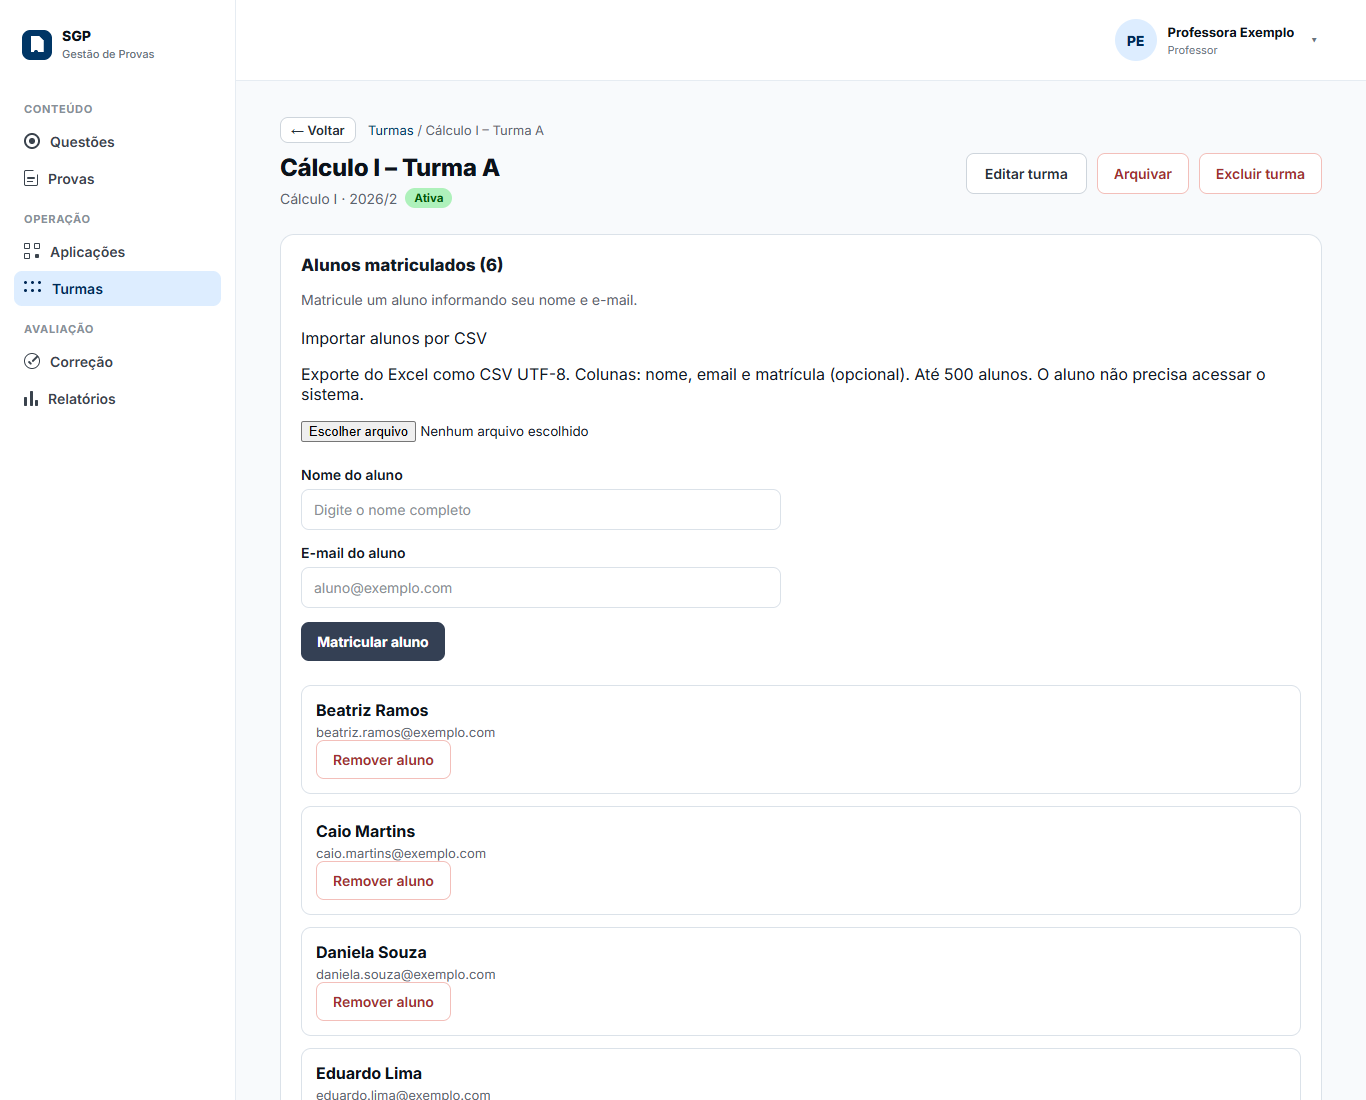 SGP
Gestão de Provas
PE
Professora Exemplo
Professor
CONTEÚDO
Questões
Provas
OPERAÇÃO
Aplicações
Turmas
AVALIAÇÃO
Correção
Relatórios
← Voltar
Turmas / Cálculo I – Turma A
Cálculo I – Turma A
Cálculo I · 2026/2 Ativa
Editar turma
Arquivar
Excluir turma
Alunos matriculados (6)
Matricule um aluno informando seu nome e e-mail.
Importar alunos por CSV
Exporte do Excel como CSV UTF-8. Colunas: nome, email e matrícula (opcional). Até 500 alunos. O aluno não precisa acessar o
sistema.
Escolher arquivo Nenhum arquivo escolhido
Nome do aluno
Digite o nome completo
E-mail do aluno
aluno@exemplo.com
Matricular aluno
Beatriz Ramos
beatriz.ramos@exemplo.com
Remover aluno
Caio Martins
caio.martins@exemplo.com
Remover aluno
Daniela Souza
daniela.souza@exemplo.com
Remover aluno
Eduardo Lima
eduardo.lima@exemplo.com